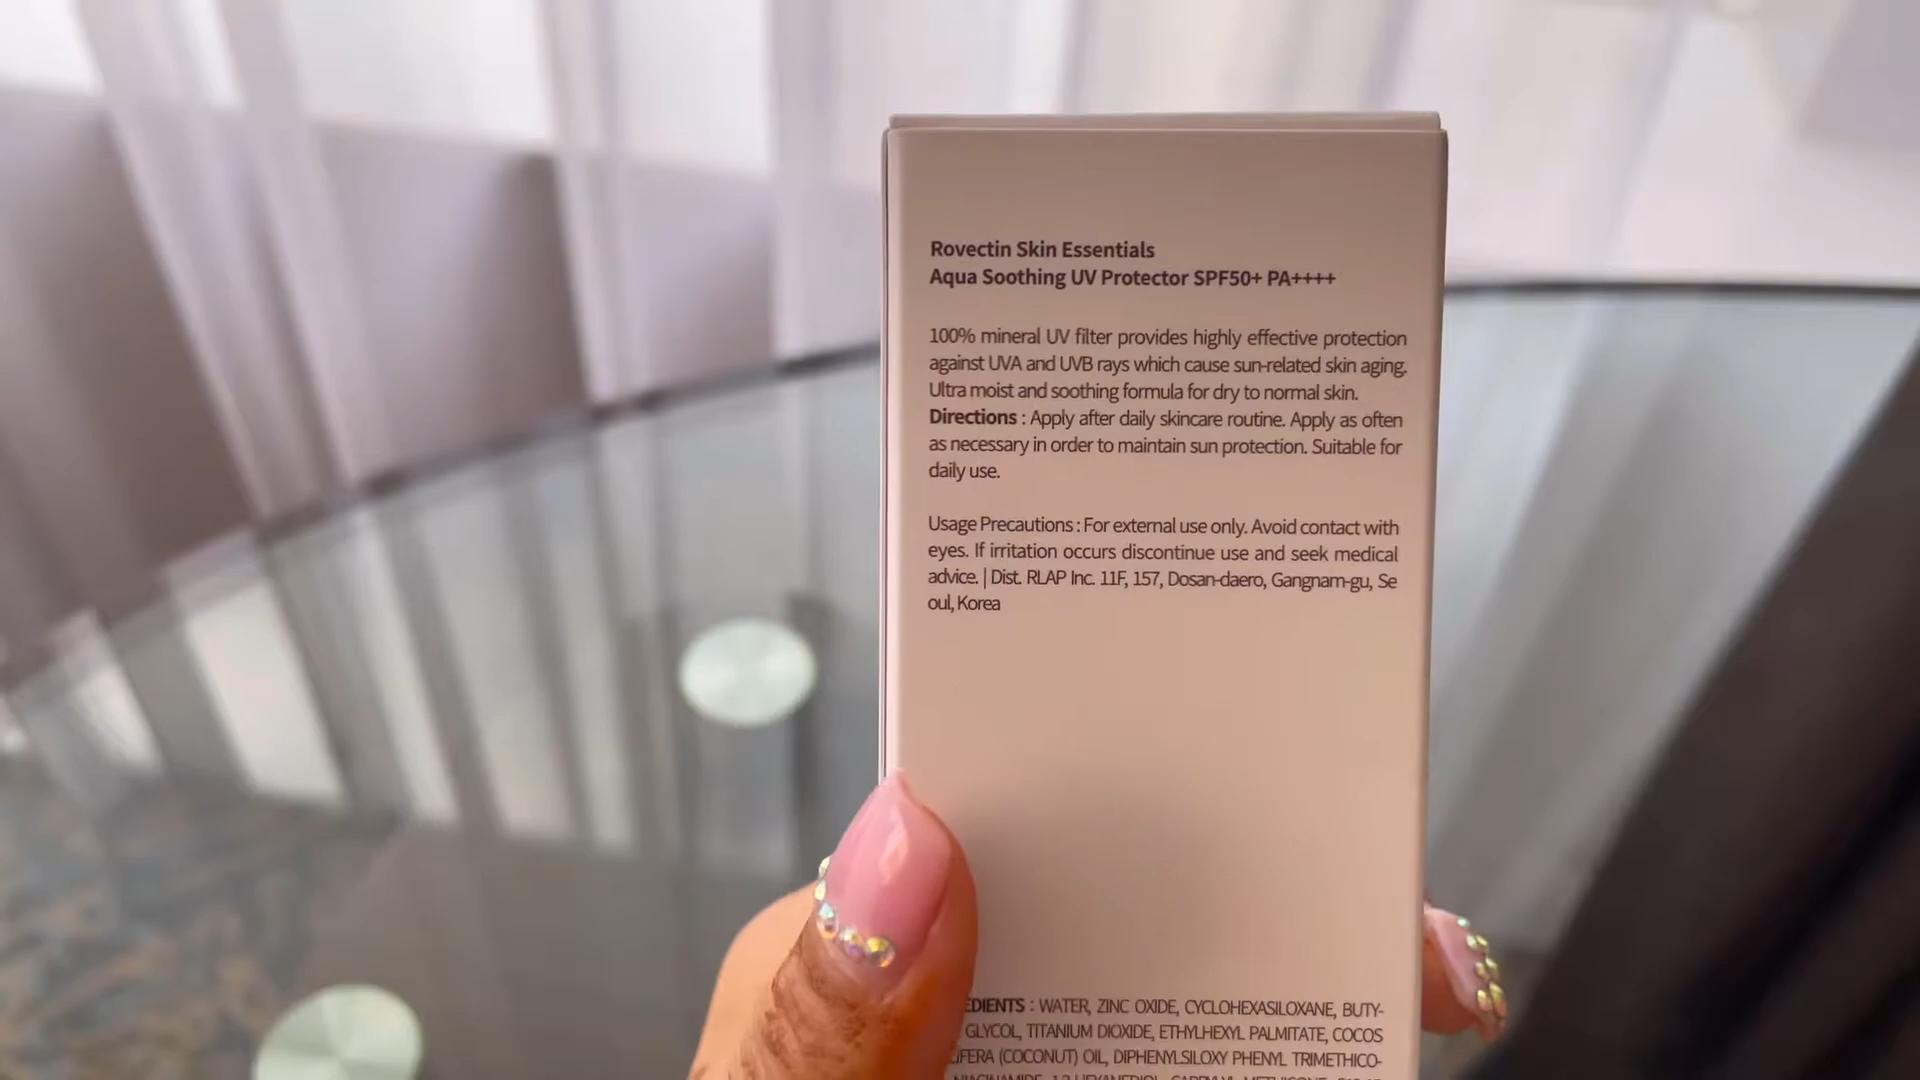 Rovectin Skin Essentials
Aqua Soothing UV Protector SPF50+ PA++++
100% mineral UV filter provides highly effective protection
against UVA and UVB rays which cause sun-related skin aging.
Ultra moist and soothing formula for dry to normal skin.
Directions : Apply after daily skincare routine. Apply as often
as necessary in order to maintain sun protection. Suitable for
daily use.
Usage Precautions : For external use only. Avoid contact with
eyes. If irritation occurs discontinue use and seek medical
advice. | Dist. RLAP Inc. 11F, 157, Dosan-daero, Gangnam-gu, Se
oul, Korea
EDIENTS : WATER, ZINC OXIDE, CYCLOHEXASILOXANE, BUTY-
GLYCOL, TITANIUM DIOXIDE, ETHYLHEXYL PALMITATE, COCOS
IFERA (COCONUT) OIL, DIPHENYLSILOXY PHENYL TRIMETHICO-